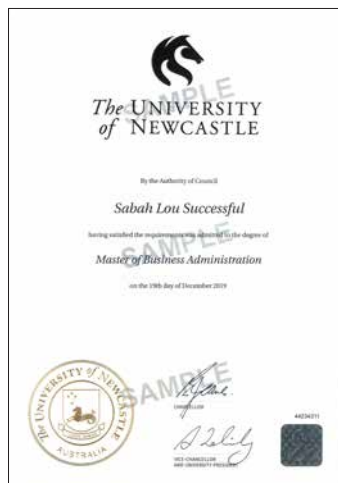 The UNIVERSITY
of NEWCASTLE
SAMPLE
By the Authority of Council
Sabah Lou Successful
having satisfied the requirements was admitted to the degree of
SAMPLE
Master of Business Administration
on the 19th day of December 2019
SAMPLE
The UNIVERSITY of NEWCASTLE
AUSTRALIA
CHANCELLOR
44234211
VICE-CHANCELLOR
AND UNIVERSITY PRESIDENT